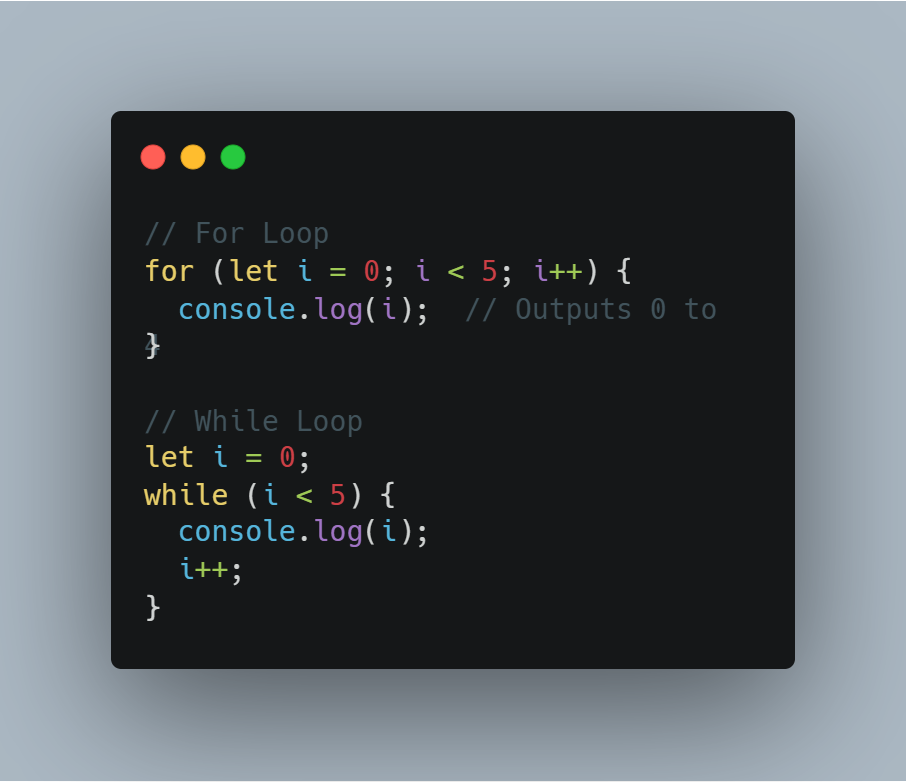 // For Loop
for (let i = 0; i < 5; i++) {
  console.log(i);  // Outputs 0 to
4
}
// While Loop
let i = 0;
while (i < 5) {
  console.log(i);
  i++;
}